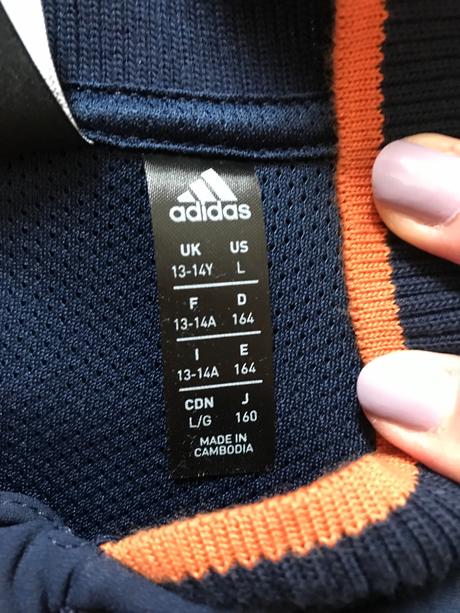 adidas
UK US
13-14Y L
F D
13-14A 164
I E
13-14A 164
CDN J
L/G 160
MADE IN
CAMBODIA